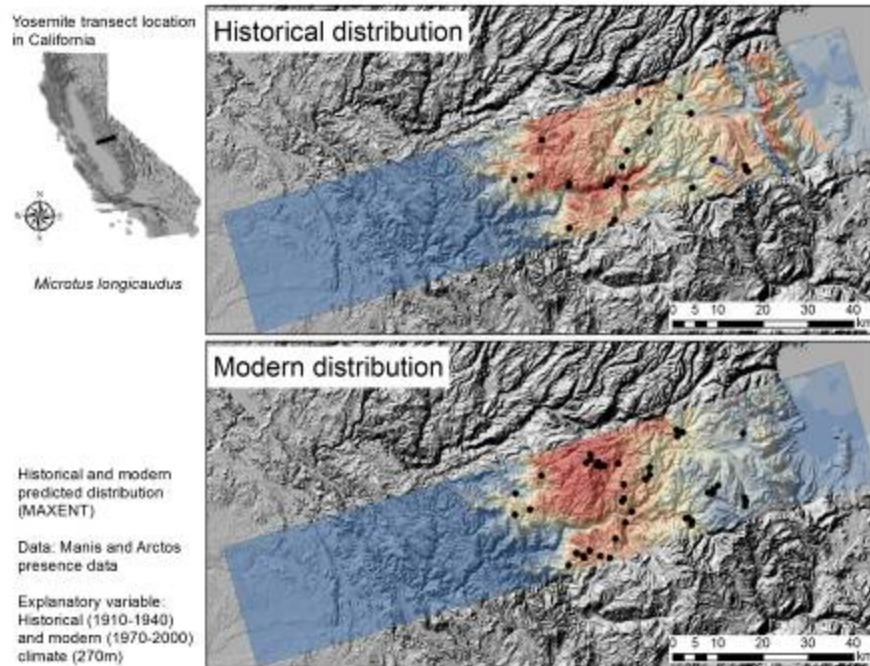 Yosemite transect location
in California
Microtus longicaudus
Historical and modern
predicted distribution
(MAXENT)
Data: Manis and Arctos
presence data
Explanatory variable:
Historical (1910-1940)
and modern (1970-2000)
climate (270m)
Historical distribution
0 5 10 20 30 40
km
Modern distribution
0 5 10 20 30 40
km